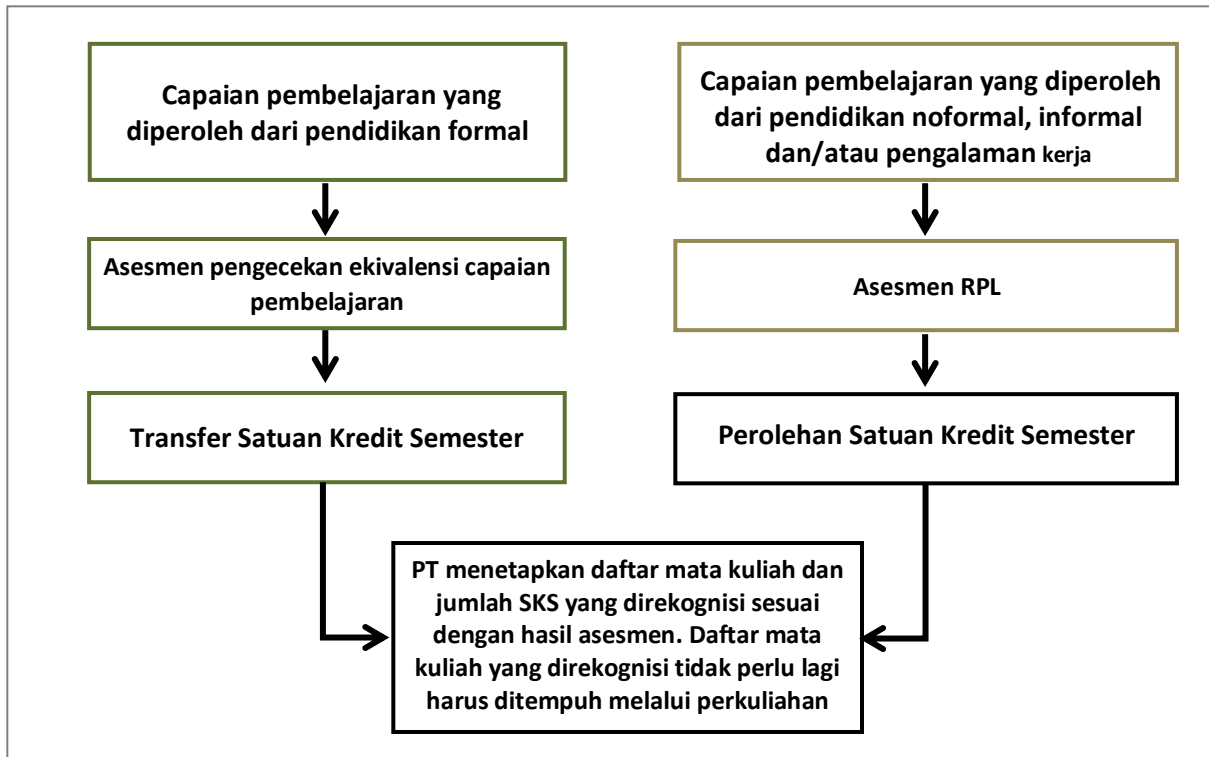 Capaian pembelajaran yang
diperoleh dari pendidikan formal
Asesmen pengecekan ekivalensi capaian
pembelajaran
Transfer Satuan Kredit Semester
Capaian pembelajaran yang diperoleh
dari pendidikan noformal, informal
dan/atau pengalaman kerja
Asesmen RPL
Perolehan Satuan Kredit Semester
PT menetapkan daftar mata kuliah dan
jumlah SKS yang direkognisi sesuai
dengan hasil asesmen. Daftar mata
kuliah yang direkognisi tidak perlu lagi
harus ditempuh melalui perkuliahan